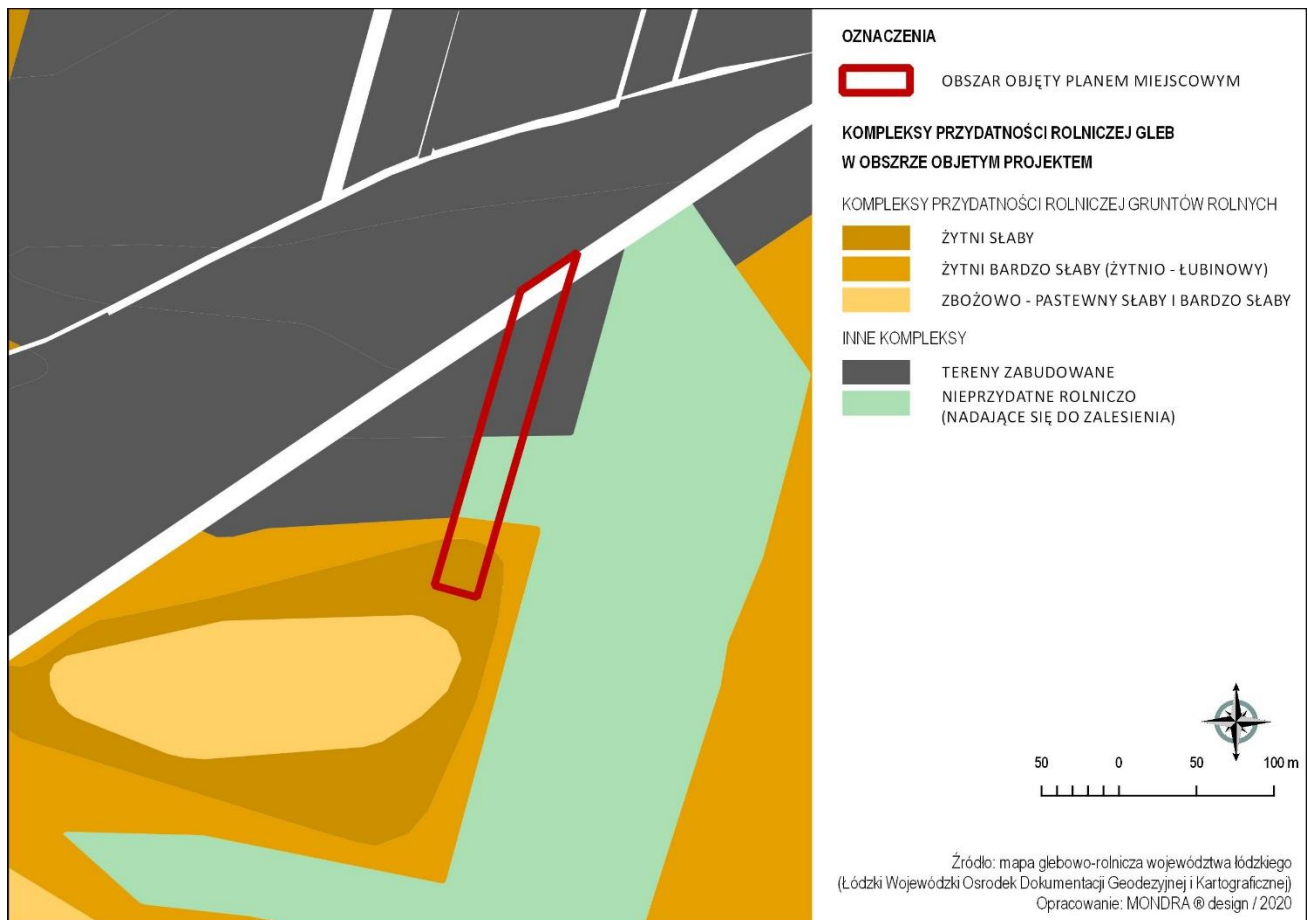 OZNACZENIA
OBSZAR OBJĘTY PLANEM MIEJSCOWYM
KOMPLEKSY PRZYDATNOŚCI ROLNICZEJ GLEB
W OBSZRZE OBJETYM PROJEKTEM
KOMPLEKSY PRZYDATNOŚCI ROLNICZEJ GRUNTÓW ROLNYCH
ŻYTNI SŁABY
ŻYTNI BARDZO SŁABY (ŻYTNIO - ŁUBINOWY)
ZBOŻOWO - PASTEWNY SŁABY I BARDZO SŁABY
INNE KOMPLEKSY
TERENY ZABUDOWANE
NIEPRZYDATNE ROLNICZO
(NADAJĄCE SIĘ DO ZALESIENIA)
50 0 50 100 m
Źródło: mapa glebowo-rolnicza województwa łódzkiego
(Łódzki Wojewódzki Osrodek Dokumentacji Geodezyjnej i Kartograficznej)
Opracowanie: MONDRA ® design / 2020